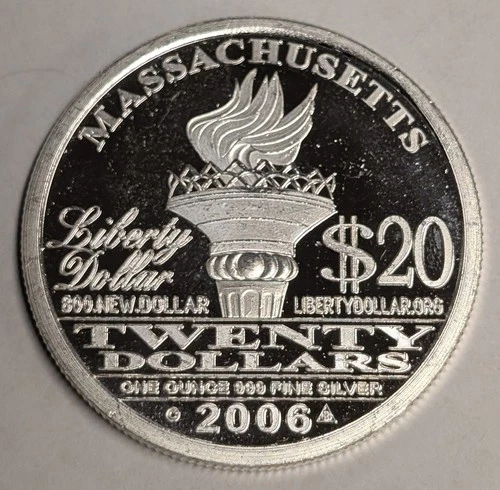 MASSACHUSETTS
Liberty
Dollar
$20
800.NEW.DOLLAR
LIBERTYDOLLAR.ORG
TWENTY
DOLLARS
ONE OUNCE 999 FINE SILVER
© 2006